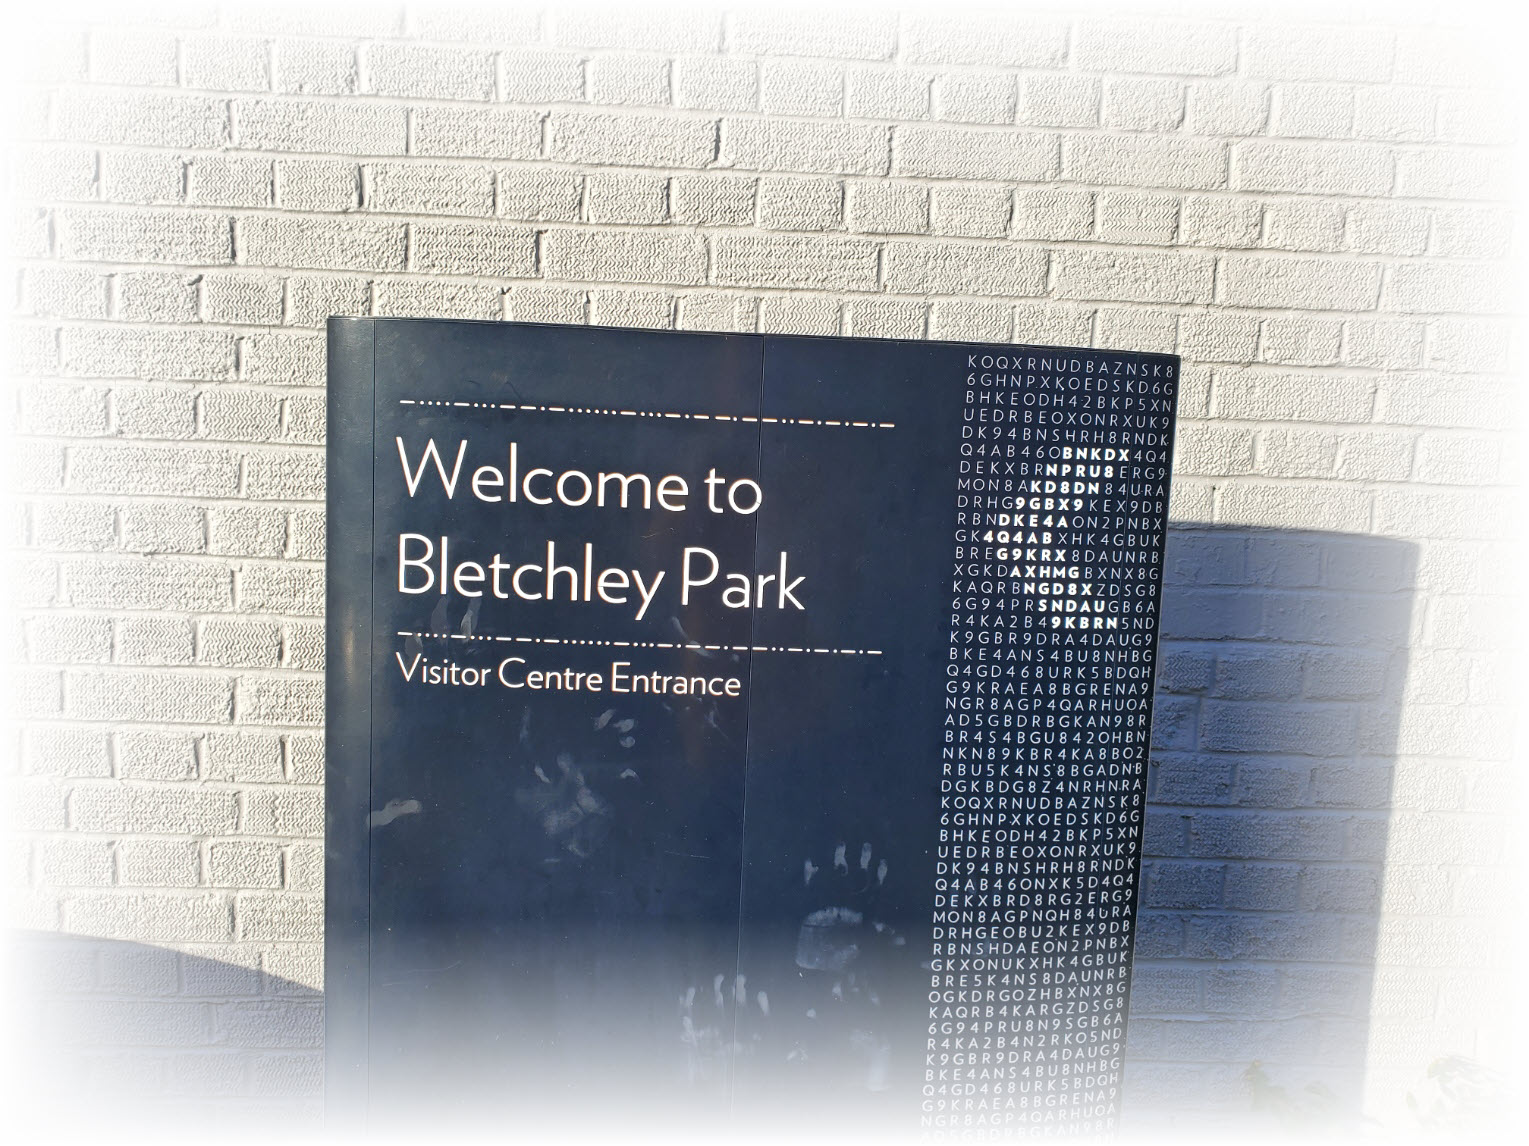 Welcome to
Bletchley Park
Visitor Centre Entrance
KOQXRNUDBAZNSK8
6GHNPXKOEDSKD6G
BHKEODH42BKP5XN
UEDRBEOXONRXUK9
DK94BNSHRH8RNDK
Q4AB46OBNKDX4Q4
DEKXBRNPRU8ERG9
MON8AKD8DN84URA
DRHG9GBX9KEX9DB
RBNDKE4AON2PNBX
GK4Q4ABXHK4GBUK
BREG9KRX8DAUNRB
XGKDAXHMGBXNX8G
KAQRBNGD8XZDSG8
6G94PRSNDAUGB6A
R4KA2B49KBRN5ND
K9GBR9DRA4DAUG9
BKE4ANS4BU8NHBG
Q4GD468URK5BDQH
G9KRAEA8BGRENA9
NGR8AGP4QARHUOA
AD5GBDRBGKAN98R
BR4S4BGU842OHBN
NKN89KBR4KA8BO2
RBU5K4NS8BGADNB
DGKBDG8Z4NRHNRA
KOQXRNUDBAZNSK8
6GHNPXKOEDSKD6G
BHKEODH42BKP5XN
UEDRBEOXONRXUK9
DK94BNSHRH8RNDK
Q4AB46ONXK5D4Q4
DEKXBRD8RG2ERG9
MON8AGPNQH84URA
DRHGEOBU2KEX9DB
RBNSHDAEON2PNBX
GKXONUKXHK4GBUK
BRE5K4NS8DAUNRB
OGKDRGOZHBXNX8G
KAQRB4KARGZDSG8
6G94PRU8N9SGB6A
R4KA2B4N2RKO5ND
K9GBR9DRA4DAUG9
BKE4ANS4BU8NHBG
Q4GD468URK5BDQH
G9KRAEA8BGRENA9
NGR8AGP4QARHUOA